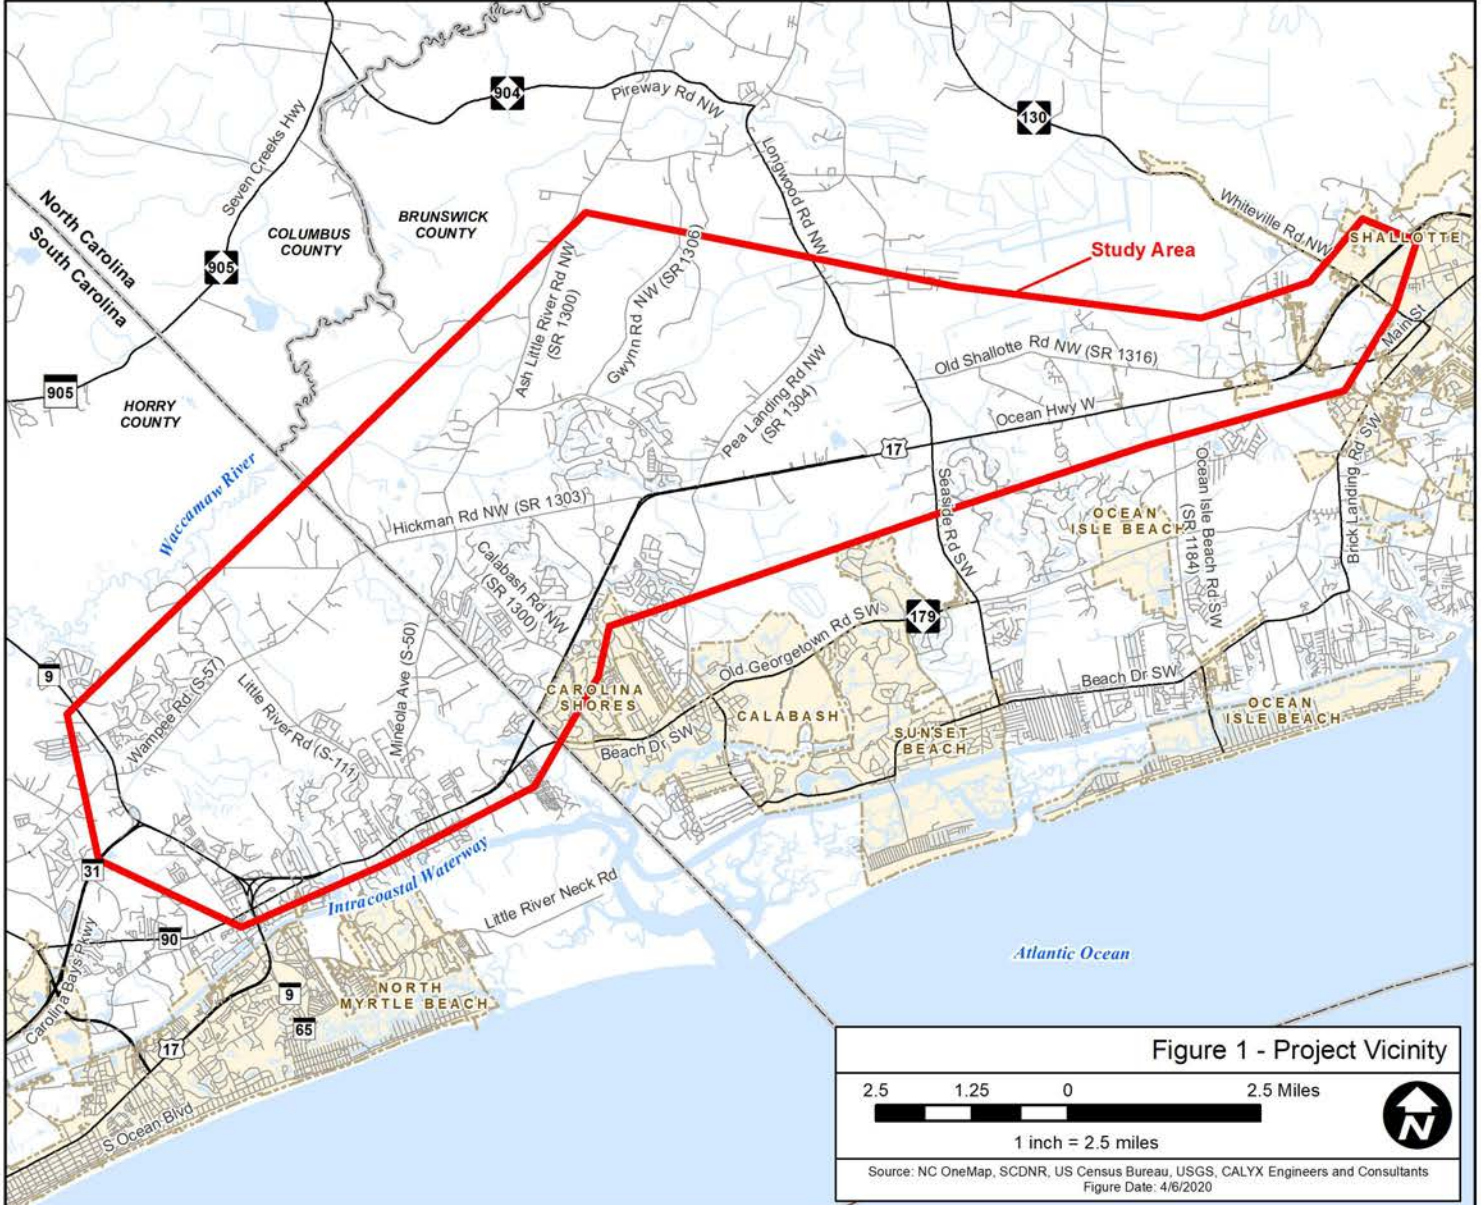 904
Pireway Rd NW
130
Seven Creeks Hwy
Longwood Rd NW
North Carolina
South Carolina
COLUMBUS
COUNTY
BRUNSWICK
COUNTY
Whiteville Rd NW
SHALLOTTE
905
Ash Little River Rd NW
(SR 1300)
Gwynn Rd NW (SR 1306)
Study Area
Main St
905
HORRY
COUNTY
Old Shallotte Rd NW (SR 1316)
Pea Landing Rd NW
(SR 1304)
Ocean Hwy W
17
Waccamaw River
Hickman Rd NW (SR 1303)
Seaside Rd SW
OCEAN
ISLE BEACH
Ocean Isle Beach Rd SW
(SR 1184)
Brick Landing Rd SW
Calabash Rd NW
(SR 1300)
179
9
Wampee Rd (S-57)
Little River Rd (S-111)
Mineola Ave (S-50)
CAROLINA
SHORES
Old Georgetown Rd SW
CALABASH
Beach Dr SW
SUNSET
BEACH
Beach Dr SW
OCEAN
ISLE BEACH
31
Intracoastal Waterway
Little River Neck Rd
90
Carolina Bays Pkwy
Atlantic Ocean
9
NORTH
MYRTLE BEACH
65
17
S Ocean Blvd
Figure 1 - Project Vicinity
2.5 1.25 0 2.5 Miles
1 inch = 2.5 miles
N
Source: NC OneMap, SCDNR, US Census Bureau, USGS, CALYX Engineers and Consultants
Figure Date: 4/6/2020